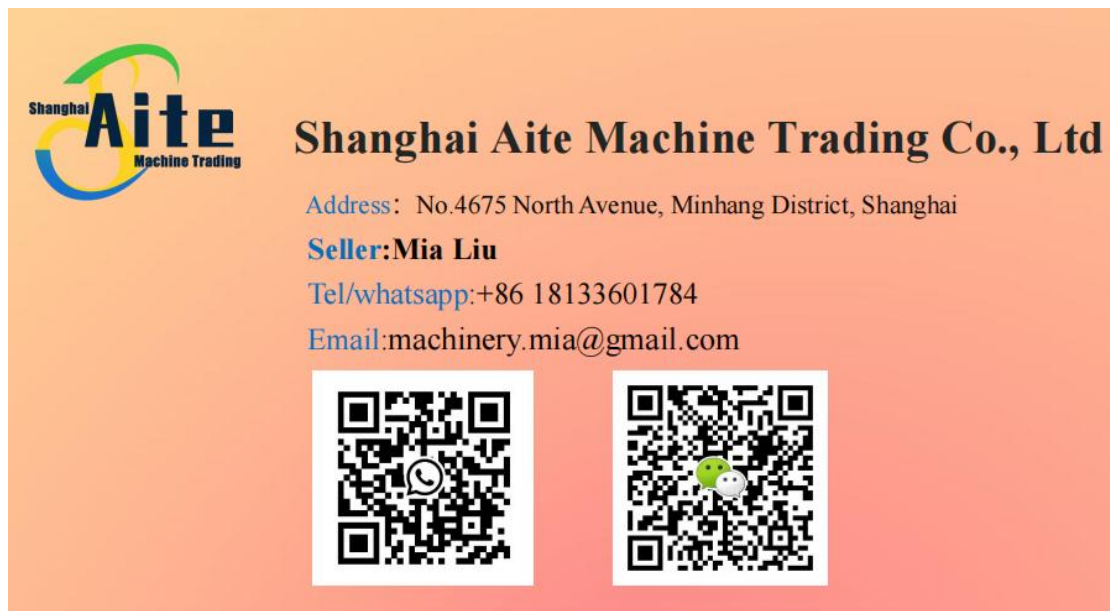 Shanghai
Aite
Machine Trading
Shanghai Aite Machine Trading Co., Ltd
Address：No.4675 North Avenue, Minhang District, Shanghai
Seller:Mia Liu
Tel/whatsapp:+86 18133601784
Email:machinery.mia@gmail.com